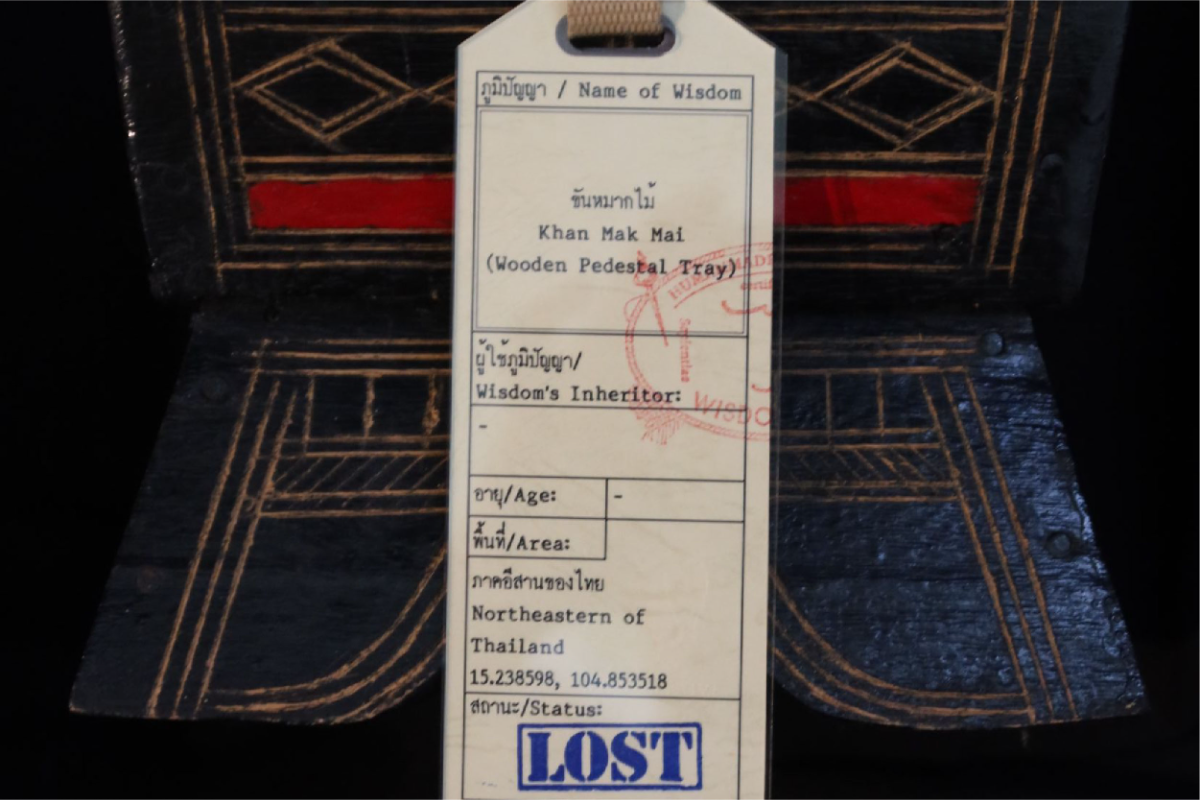 ภูมิปัญญา / Name of Wisdom
ขันหมากไม้
Khan Mak Mai
(Wooden Pedestal Tray)
ผู้ใช้ภูมิปัญญา/
Wisdom's Inheritor:
-
อายุ/Age: -
พื้นที่/Area:
ภาคอีสานของไทย
Northeastern of
Thailand
15.238598, 104.853518
สถานะ/Status:
LOST